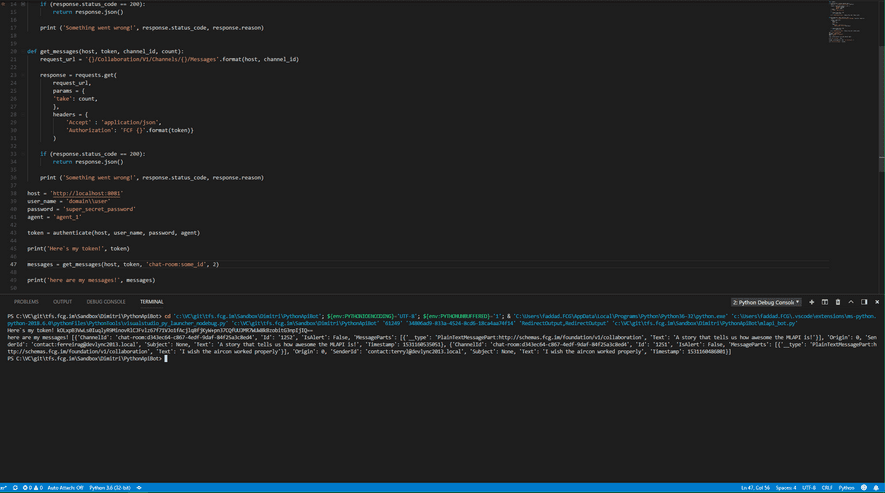 14 if (response.status_code == 200):
15 return response.json()
16
17 print ('Something went wrong!', response.status_code, response.reason)
18
19
20 def get_messages(host, token, channel_id, count):
21 request_url = '{}/Collaboration/V1/Channels/{}/Messages'.format(host, channel_id)
22
23 response = requests.get(
24 request_url,
25 params = {
26 'take': count,
27 },
28 headers = {
29 'Accept' : 'application/json',
30 'Authorization': 'FCF {}'.format(token)}
31 )
32
33 if (response.status_code == 200):
34 return response.json()
35
36 print ('Something went wrong!', response.status_code, response.reason)
37
38 host = 'http://localhost:8081'
39 user_name = 'domain\\user'
40 password = 'super_secret_password'
41 agent = 'agent_1'
42
43 token = authenticate(host, user_name, password, agent)
44
45 print('Here's my token!', token)
46
47 messages = get_messages(host, token, 'chat-room:some_id', 2)
48
49 print('here are my messages!', messages)
50
PROBLEMS OUTPUT DEBUG CONSOLE TERMINAL 2: Python Debug Console
PS C:\VC\git\tfs.fcg.im\Sandbox\Dimitri\PythonApiBot> cd 'c:\VC\git\tfs.fcg.im\Sandbox\Dimitri\PythonApiBot'; ${env:PYTHONIOENCODING}='UTF-8'; ${env:PYTHONUNBUFFERED}='1'; & 'C:\Users\faddad.FCG\AppData\Local\Programs\Python\Python36-32\python.exe' 'c:\Users\faddad.FCG\.vscode\extensions\ms-python.
python-2018.6.0\pythonFiles\PythonTools\visualstudio_py_launcher_nodebug.py' 'c:\VC\git\tfs.fcg.im\Sandbox\Dimitri\PythonApiBot' '61249' 'RedirectOutput,RedirectOutput' 'c:\VC\git\tfs.fcg.im\Sandbox\Dimitri\PythonApiBot\mlapi_bot.py'
Here's my token!
here are my messages! [{'ChannelId': 'chat-room:d343ec64-c867-4edf-9daf-84f25a3c8ed4', 'Id': '1252', 'IsAlert': False, 'MessageParts': [{'__type': 'PlainTextMessagePart:http://schemas.fcg.im/foundation/v1/collaboration', 'Text': 'A story that tells us how awesome the MLAPI is!'}], 'Origin': 0, 'Sen
derId': 'contact:ferreira@devlync2013.local', 'Subject': None, 'Text': 'A story that tells us how awesome the MLAPI is!', 'Timestamp': 1531160535051}, {'ChannelId': 'chat-room:d343ec64-c867-4edf-9daf-84f25a3c8ed4', 'Id': '1251', 'IsAlert': False, 'MessageParts': [{'__type': 'PlainTextMessagePart:h
ttp://schemas.fcg.im/foundation/v1/collaboration', 'Text': 'I wish the aircon worked properly'}], 'Origin': 0, 'SenderId': 'contact:terryl@devlync2013.local', 'Subject': None, 'Text': 'I wish the aircon worked properly', 'Timestamp': 1531160486001}]
PS C:\VC\git\tfs.fcg.im\Sandbox\Dimitri\PythonApiBot>
er* 0 0 Auto Attach: Off Python 3.6 (32-bit) Ln 47, Col 56 Spaces: 4 UTF-8 CRLF Python